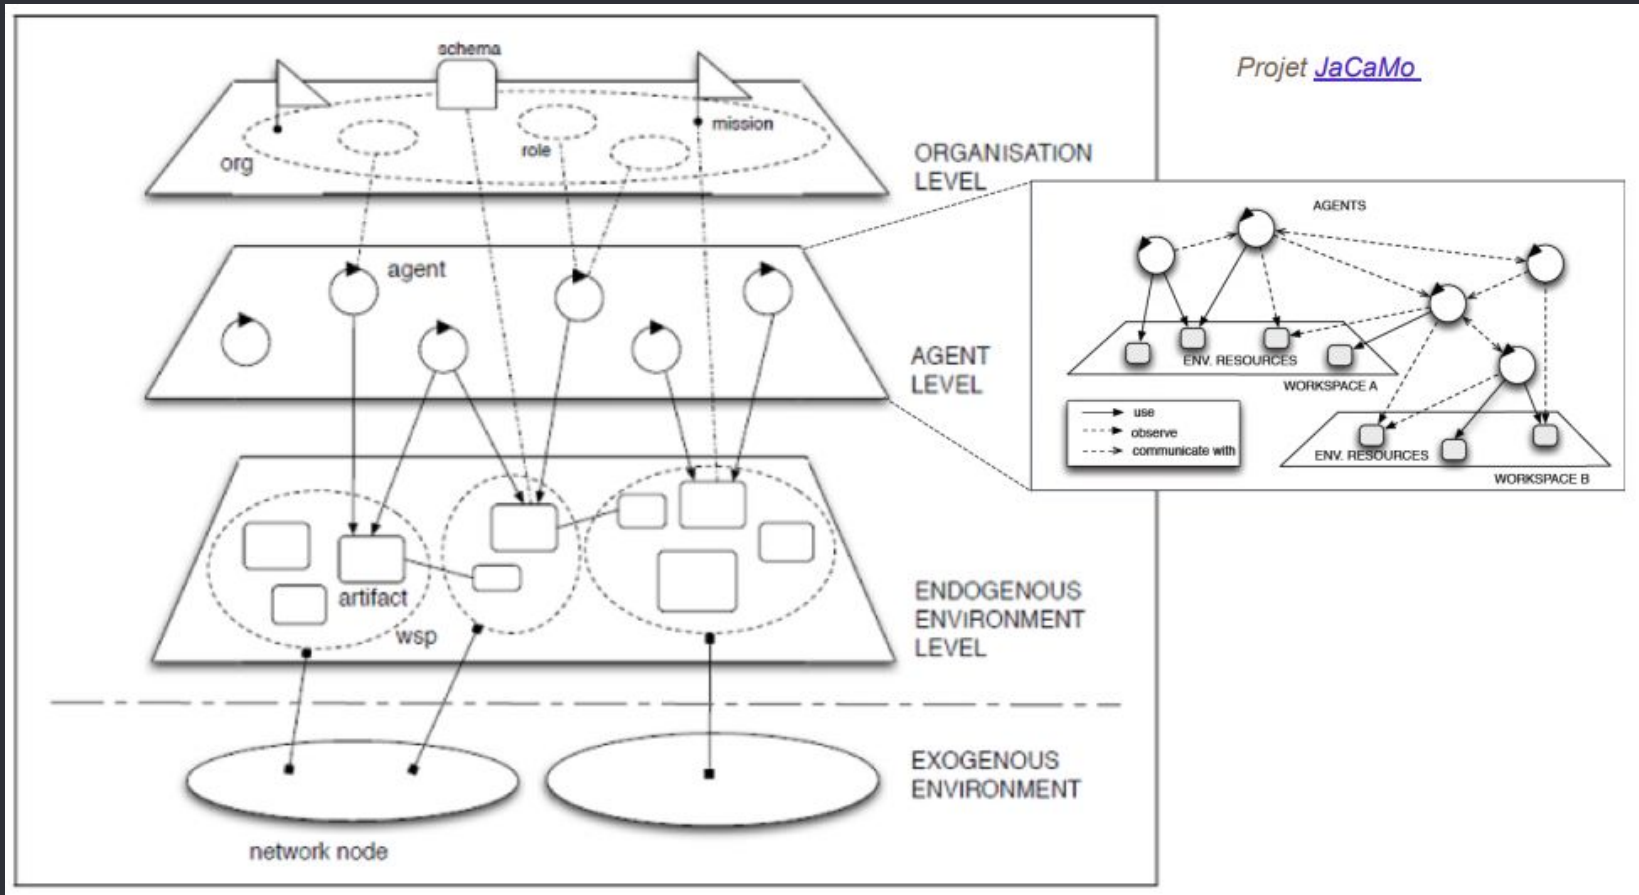 schema
Projet JaCaMo
mission
role
org
ORGANISATION
LEVEL
agent
AGENT
LEVEL
AGENTS
ENV. RESOURCES
WORKSPACE A
use
observe
communicate with
ENV. RESOURCES
WORKSPACE B
artifact
wsp
ENDOGENOUS
ENVIRONMENT
LEVEL
EXOGENOUS
ENVIRONMENT
network node